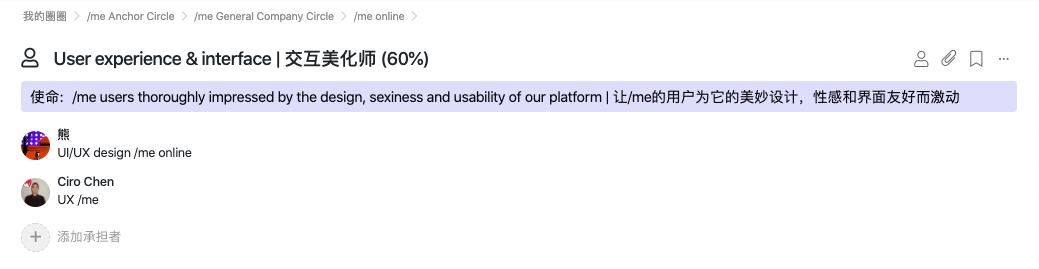 我的圈圈 > /me Anchor Circle > /me General Company Circle > /me online >
User experience & interface | 交互美化师 (60%)
使命：/me users thoroughly impressed by the design, sexiness and usability of our platform | 让/me的用户为它的美妙设计，性感和界面友好而激动
熊
UI/UX design /me online
Ciro Chen
UX /me
添加承担者